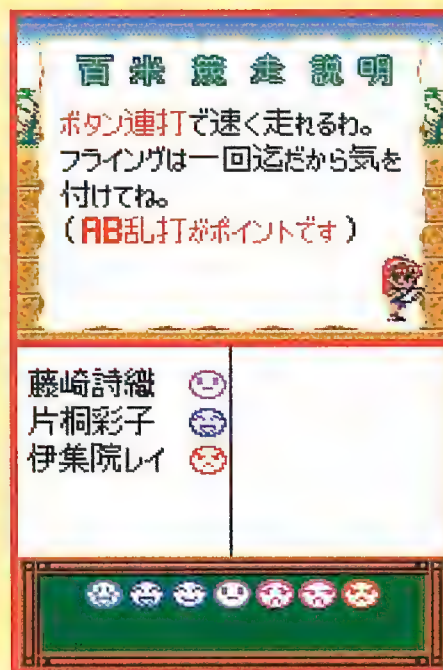 百米競走説明
ボタン連打で速く走れるわ。
フライングは一回迄だから気を
付けてね。
(AB乱打がポイントです)
藤崎詩織
片桐彩子
伊集院レイ